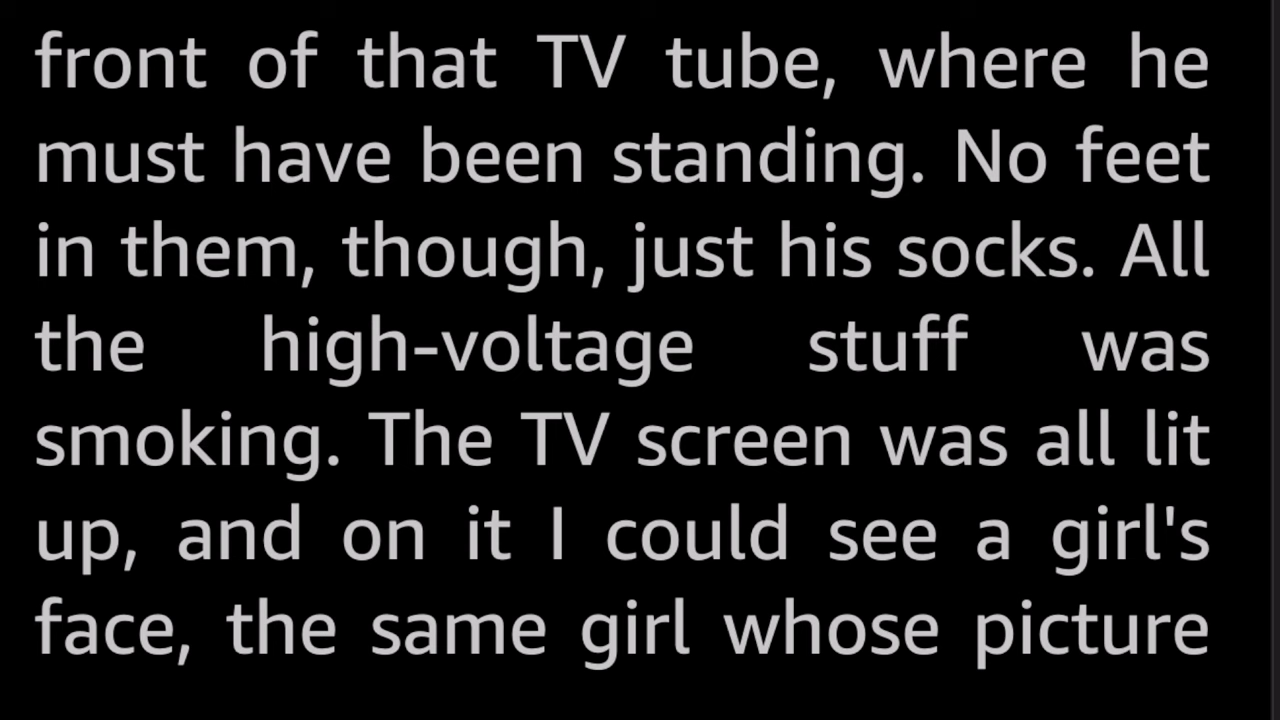 front of that TV tube, where he
must have been standing. No feet
in them, though, just his socks. All
the high-voltage stuff was
smoking. The TV screen was all lit
up, and on it I could see a girl's
face, the same girl whose picture